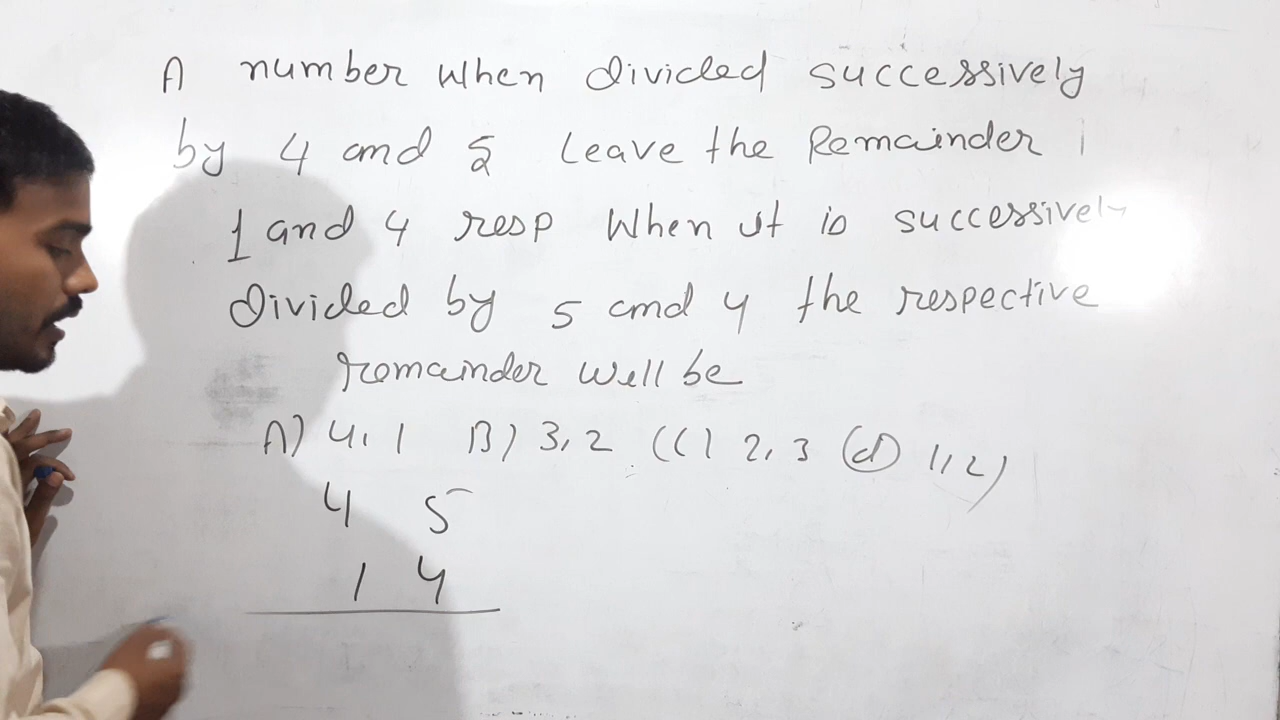 A number when divided successively
by 4 and 5 leave the Remainder 1
1 and 4 resp When it is successively
divided by 5 and 4 the respective
remainder will be
A) 4, 1 B) 3, 2 (C) 2, 3 (d) 1, 2)
4 5
1 4